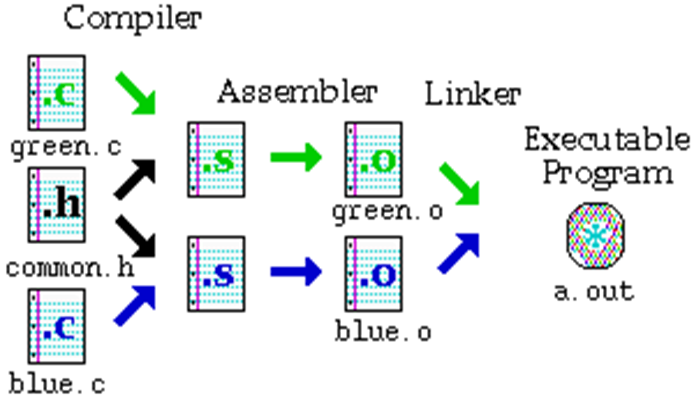 Compiler
Assembler
Linker
Executable
Program
.c
green.c
.h
common.h
.c
blue.c
.s
.s
.o
green.o
.o
blue.o
a.out